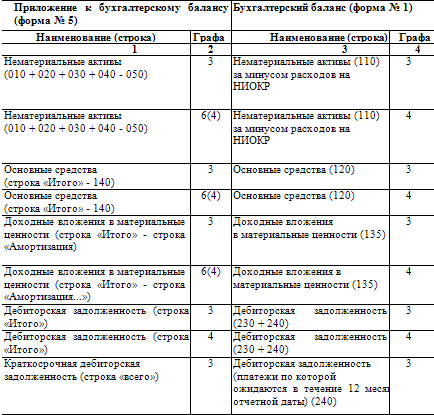 Приложение к бухгалтерскому балансу (форма № 5) | Бухгалтерский баланс (форма № 1)
Наименование (строка) | Графа | Наименование (строка) | Графа
1 | 2 | 3 | 4
Нематериальные активы | 3 | Нематериальные активы (110) | 3
(010 + 020 + 030 + 040 - 050) | за минусом расходов на
НИОКР
Нематериальные активы | 6(4) | Нематериальные активы (110) | 4
(010 + 020 + 030 + 040 - 050) | за минусом расходов на
НИОКР
Основные средства | 3 | Основные средства (120) | 3
(строка «Итого» - 140)
Основные средства | 6(4) | Основные средства (120) | 4
(строка «Итого» - 140)
Доходные вложения в материальные | 3 | Доходные вложения | 3
ценности (строка «Итого» - строка | в материальные ценности (135)
«Амортизация)
Доходные вложения в материальные | 6(4) | Доходные вложения в | 4
ценности (строка «Итого» - строка | материальные ценности (135)
«Амортизация...»)
Дебиторская задолженность (строка | 3 | Дебиторская задолженность | 3
«Итого») | (230 + 240)
Дебиторская задолженность (строка | 4 | Дебиторская задолженность | 4
«Итого») | (230 + 240)
Краткосрочная дебиторская | 3 | Дебиторская задолженность | 3
задолженность (строка «всего») | (платежи по которой
ожидаются в течение 12 меся
отчетной даты) (240)